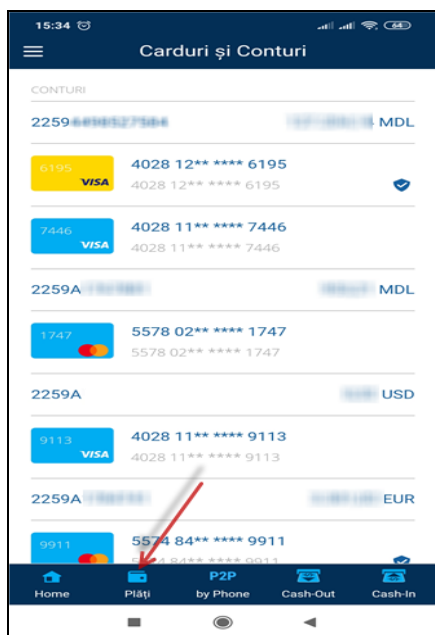 15:34 64
Carduri și Conturi
CONTURI
2259 MDL
6195 4028 12** **** 6195
VISA 4028 12** **** 6195
7446 4028 11** **** 7446
VISA 4028 11** **** 7446
2259A MDL
1747 5578 02** **** 1747
5578 02** **** 1747
2259A USD
9113 4028 11** **** 9113
VISA 4028 11** **** 9113
2259A EUR
9911 5574 84** **** 9911
5574 84** **** 9911
Home Plăți P2P by Phone Cash-Out Cash-In